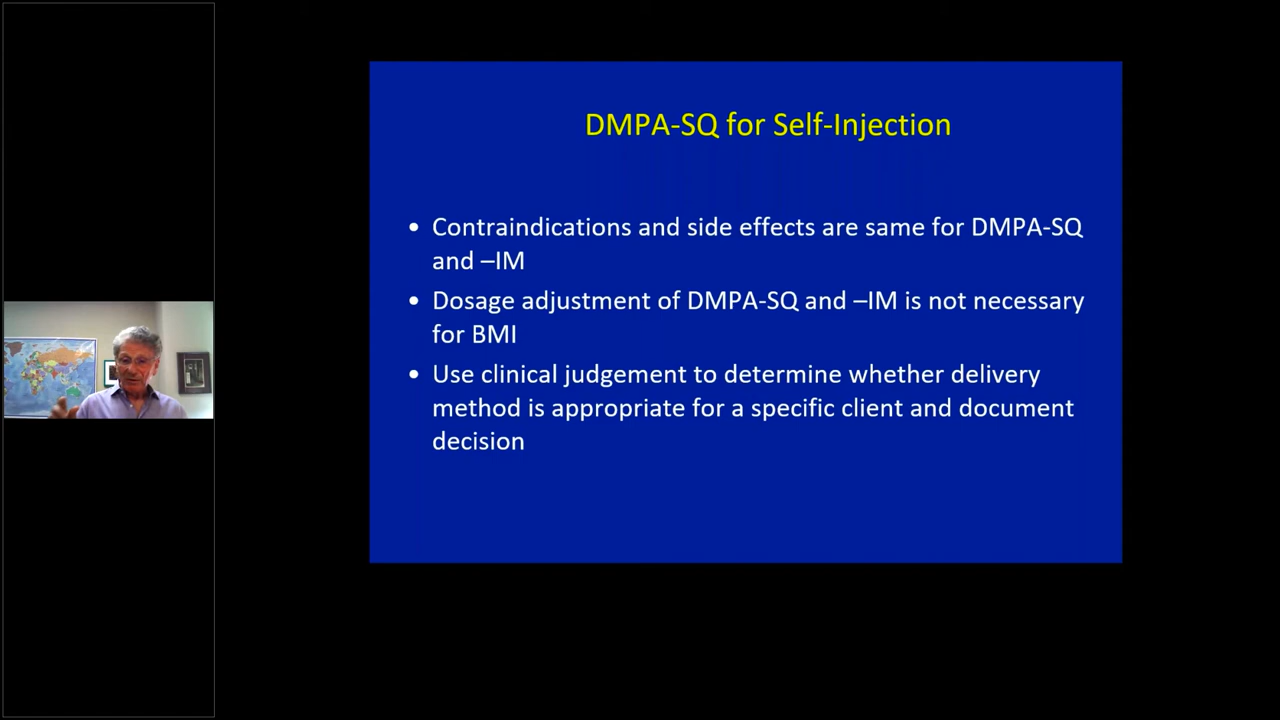 DMPA-SQ for Self-Injection
• Contraindications and side effects are same for DMPA-SQ
and –IM
• Dosage adjustment of DMPA-SQ and –IM is not necessary
for BMI
• Use clinical judgement to determine whether delivery
method is appropriate for a specific client and document
decision